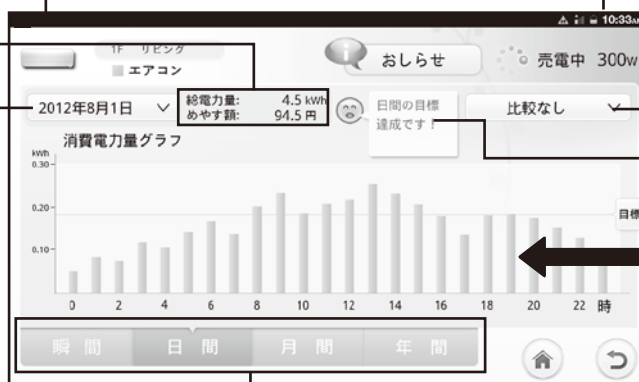 10:33AM
1F リビング
エアコン
おしらせ
売電中 300w
2012年8月1日
総電力量: 4.5 kWh
めやす額: 94.5 円
日間の目標
達成です!
比較なし
消費電力量グラフ
kWh
0.30
0.20
目標
0.10
0 2 4 6 8 10 12 14 16 18 20 22 時
瞬間 日間 月間 年間